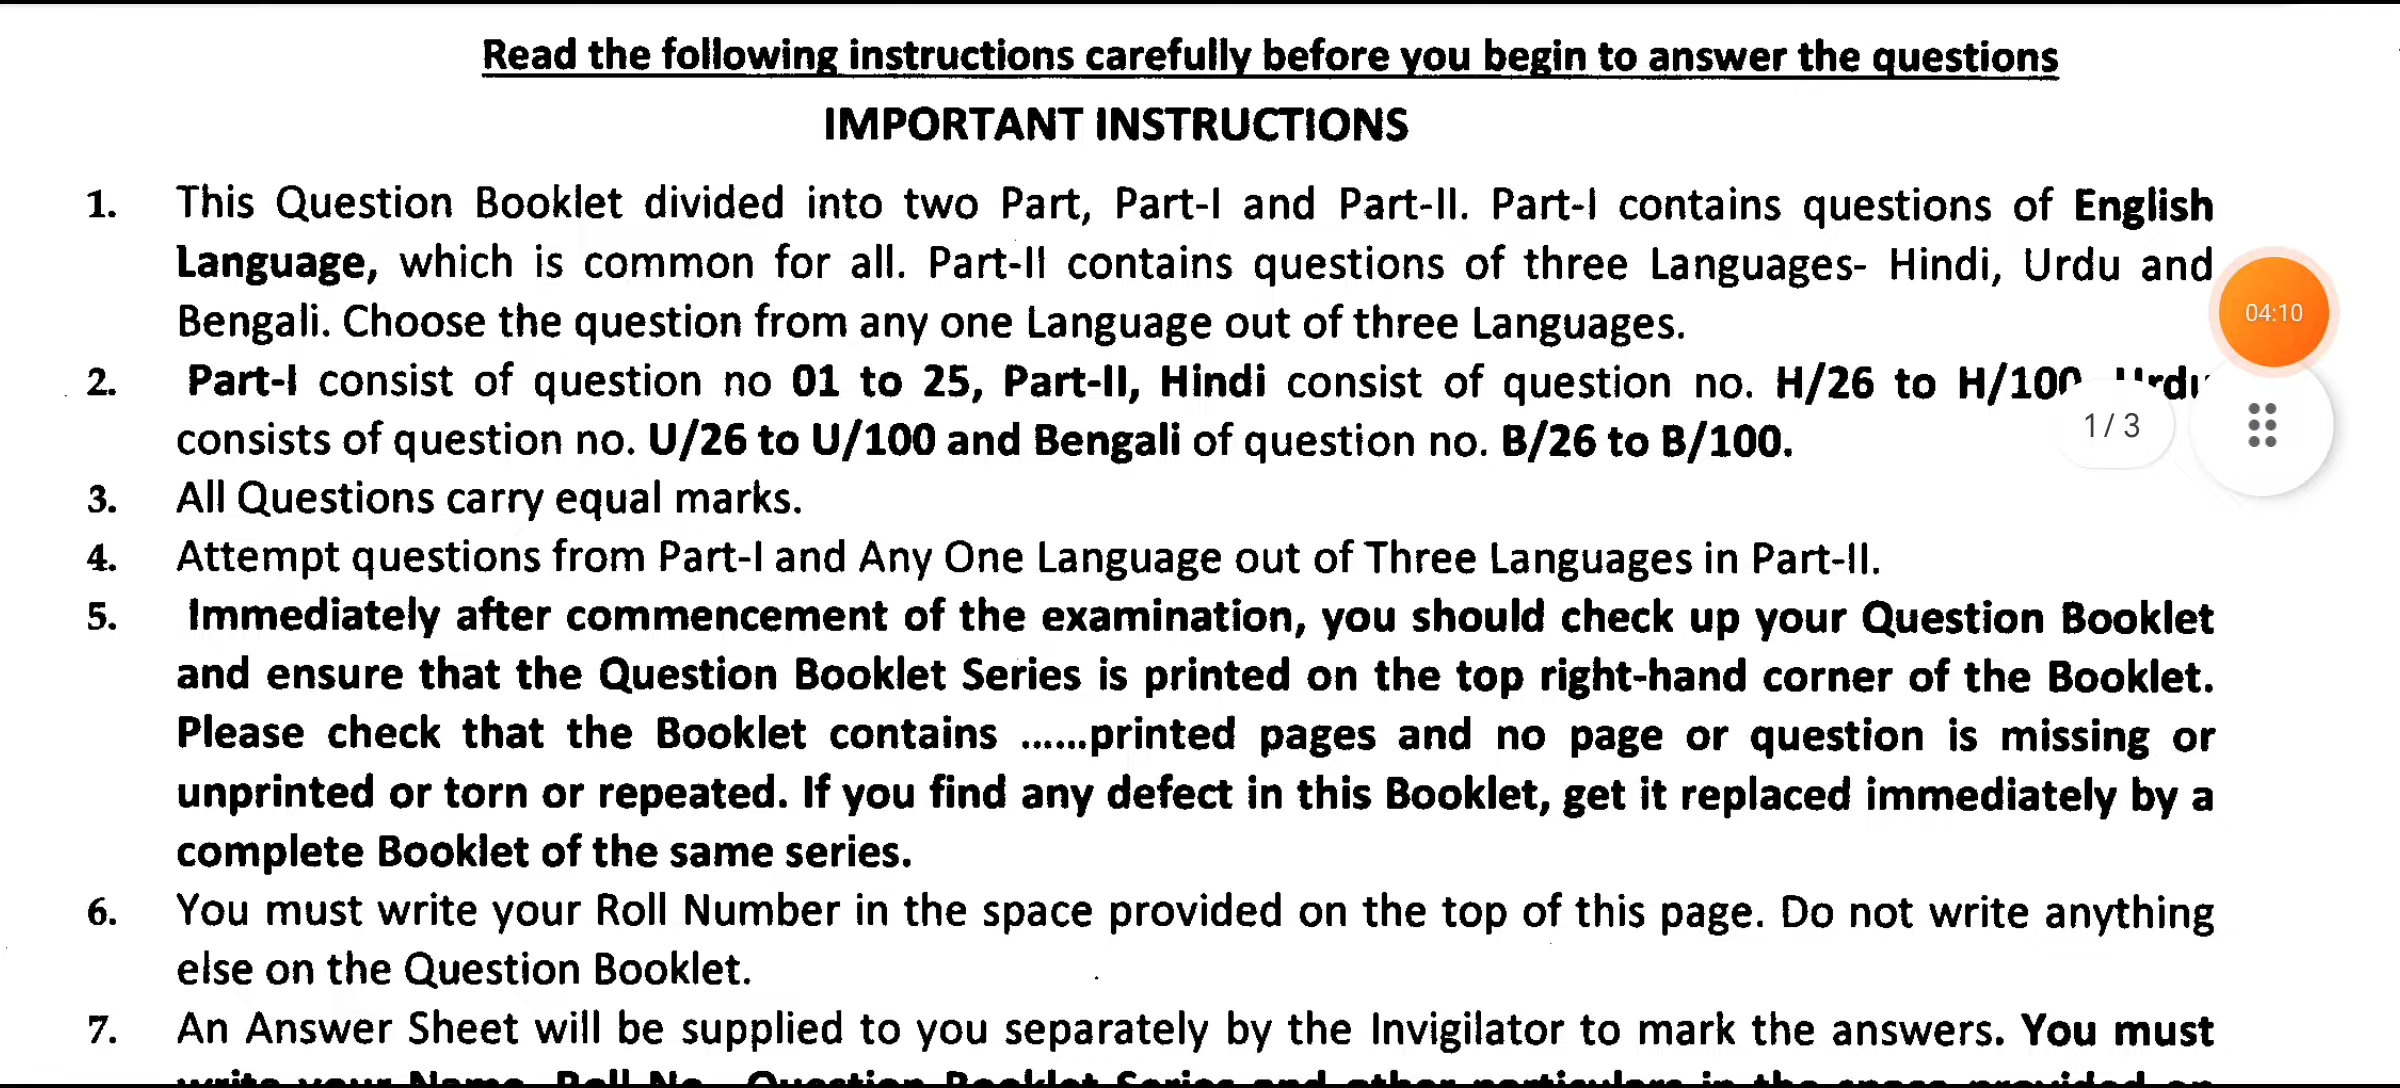 Read the following instructions carefully before you begin to answer the questions
IMPORTANT INSTRUCTIONS
1. This Question Booklet divided into two Part, Part-I and Part-II. Part-I contains questions of English
Language, which is common for all. Part-II contains questions of three Languages- Hindi, Urdu and
Bengali. Choose the question from any one Language out of three Languages.
04:10
2. Part-I consist of question no 01 to 25, Part-II, Hindi consist of question no. H/26 to H/100
1/3
consists of question no. U/26 to U/100 and Bengali of question no. B/26 to B/100.
3. All Questions carry equal marks.
4. Attempt questions from Part-I and Any One Language out of Three Languages in Part-II.
5. Immediately after commencement of the examination, you should check up your Question Booklet
and ensure that the Question Booklet Series is printed on the top right-hand corner of the Booklet.
Please check that the Booklet contains ......printed pages and no page or question is missing or
unprinted or torn or repeated. If you find any defect in this Booklet, get it replaced immediately by a
complete Booklet of the same series.
6. You must write your Roll Number in the space provided on the top of this page. Do not write anything
else on the Question Booklet.
7. An Answer Sheet will be supplied to you separately by the Invigilator to mark the answers. You must